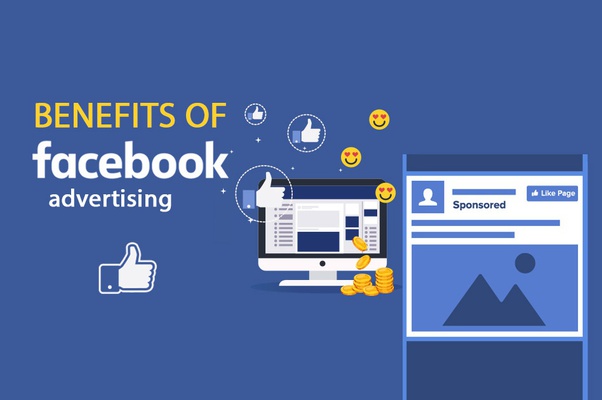 BENEFITS OF
facebook
advertising
Like Page
Sponsored